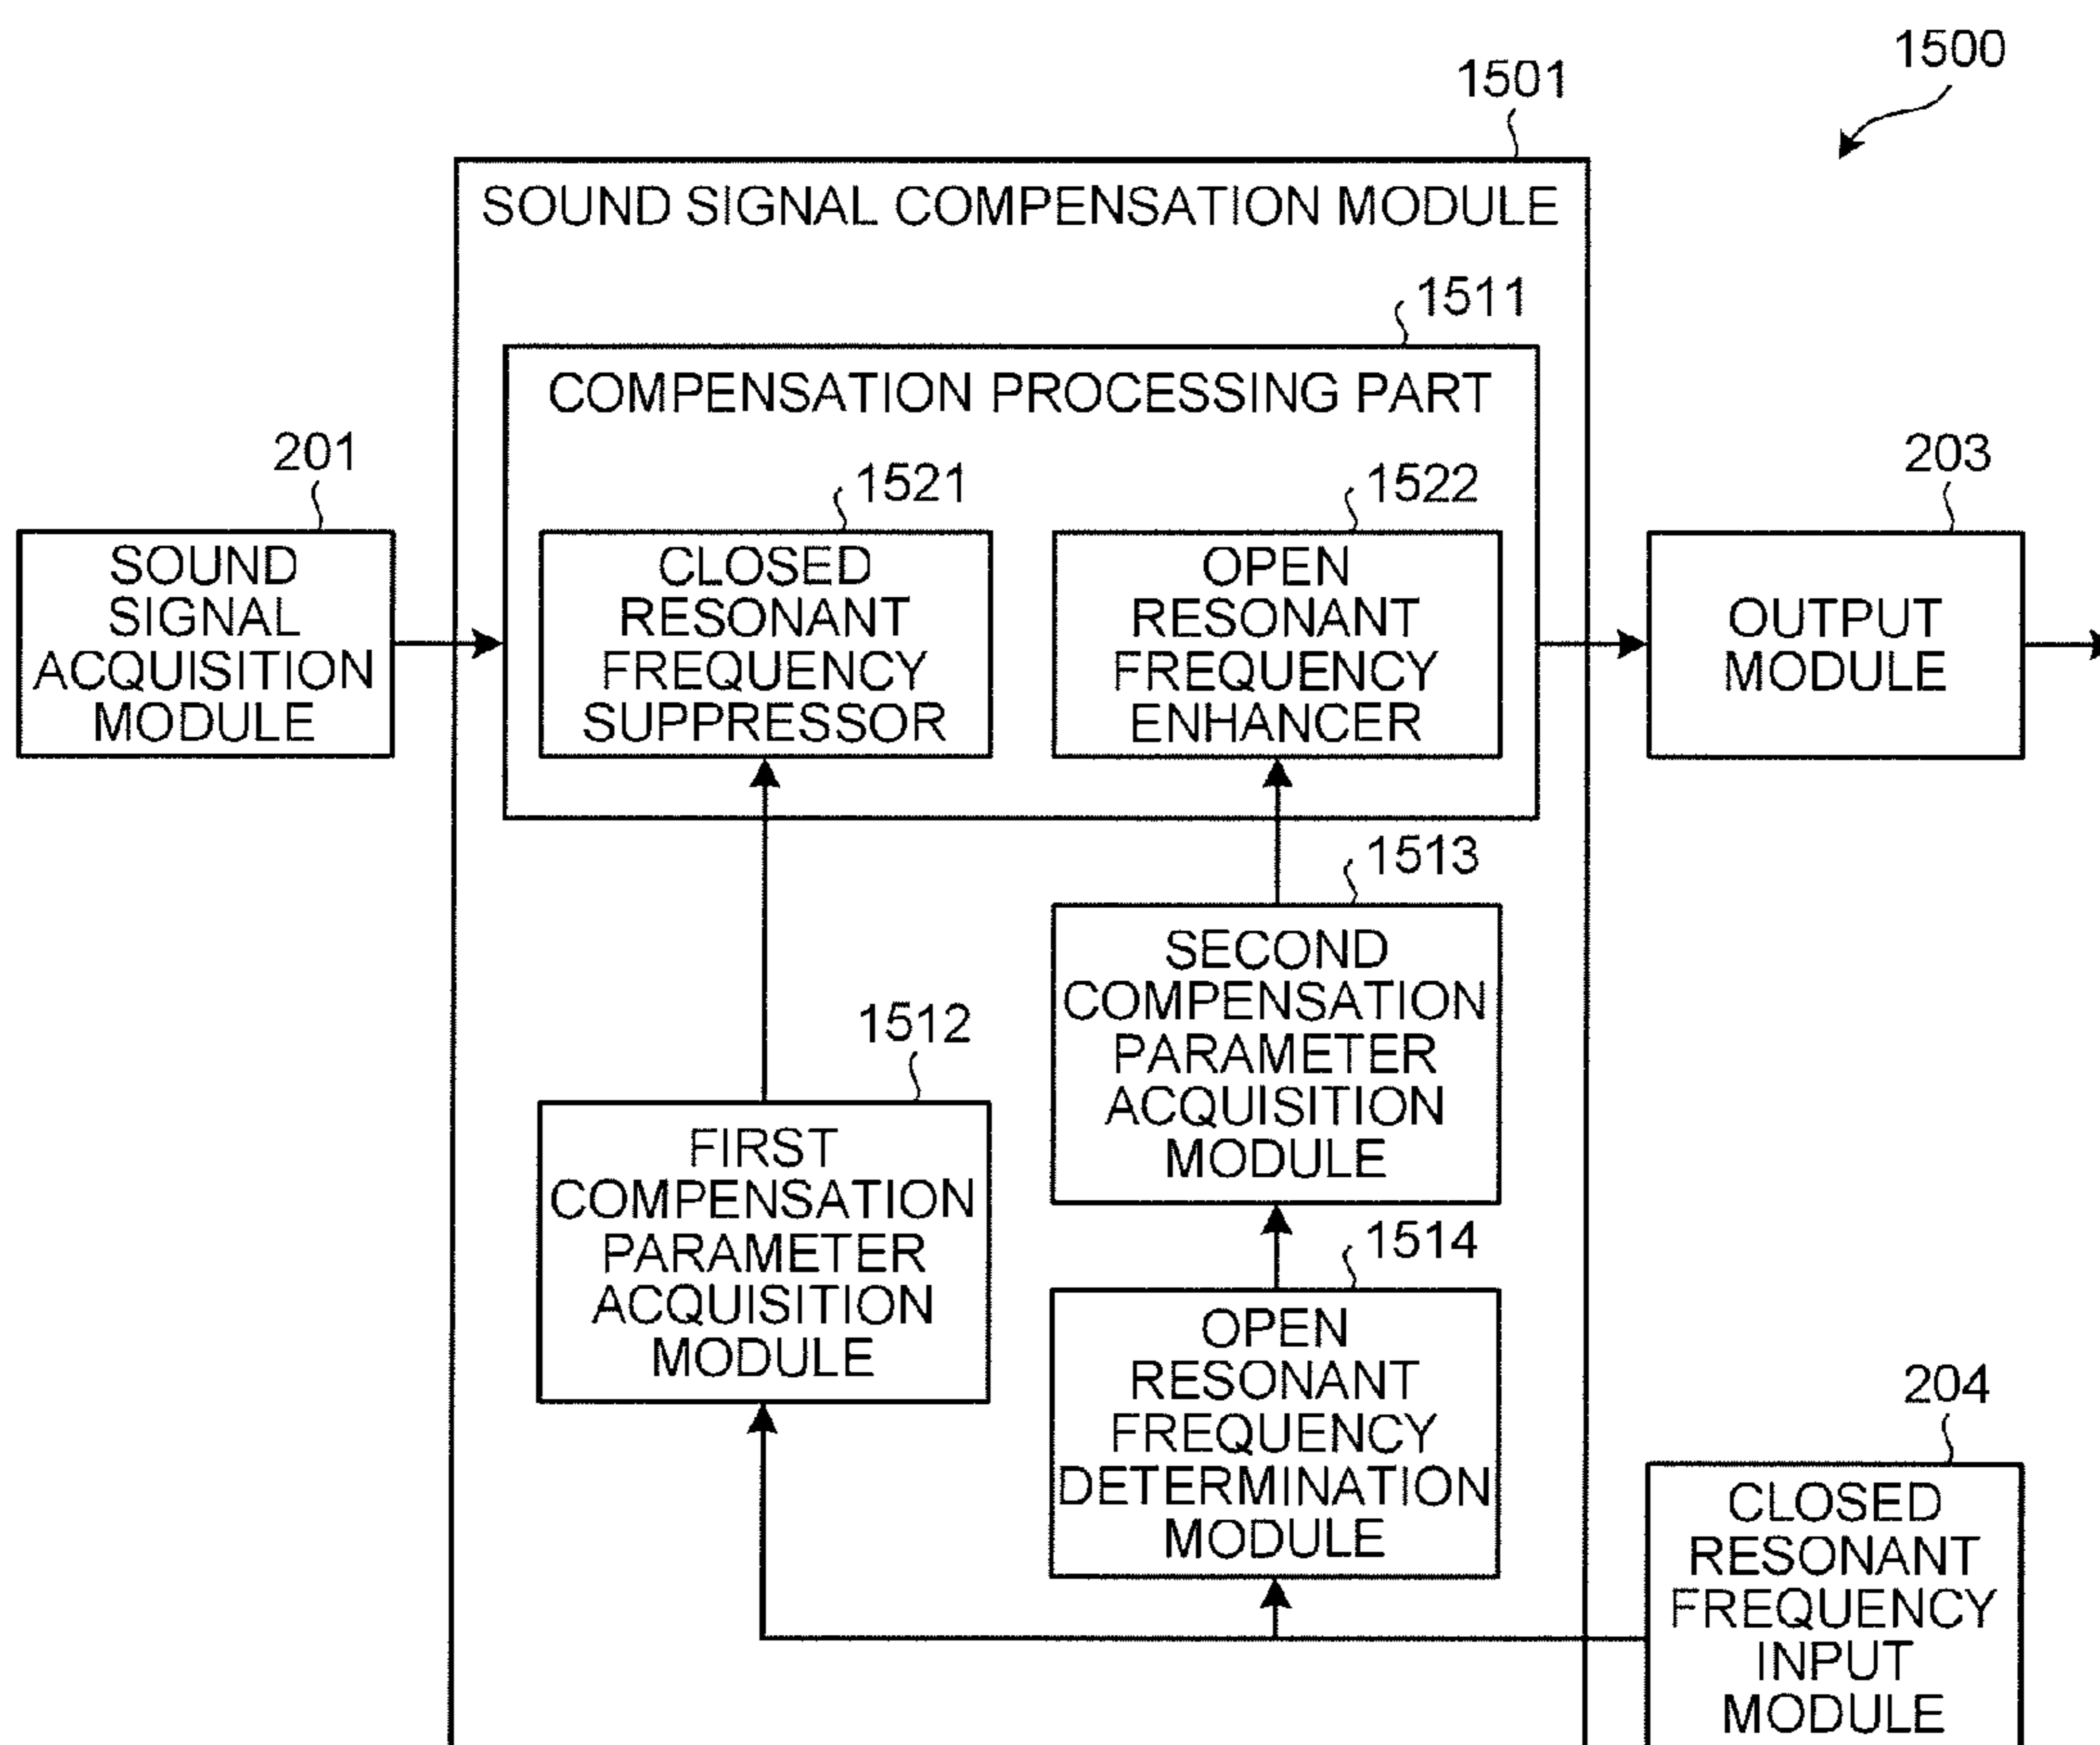 1500
1501
SOUND SIGNAL COMPENSATION MODULE
1511
COMPENSATION PROCESSING PART
201
SOUND
SIGNAL
ACQUISITION
MODULE
1521
CLOSED
RESONANT
FREQUENCY
SUPPRESSOR
1522
OPEN
RESONANT
FREQUENCY
ENHANCER
203
OUTPUT
MODULE
1513
SECOND
COMPENSATION
PARAMETER
ACQUISITION
MODULE
1512
FIRST
COMPENSATION
PARAMETER
ACQUISITION
MODULE
1514
OPEN
RESONANT
FREQUENCY
DETERMINATION
MODULE
204
CLOSED
RESONANT
FREQUENCY
INPUT
MODULE